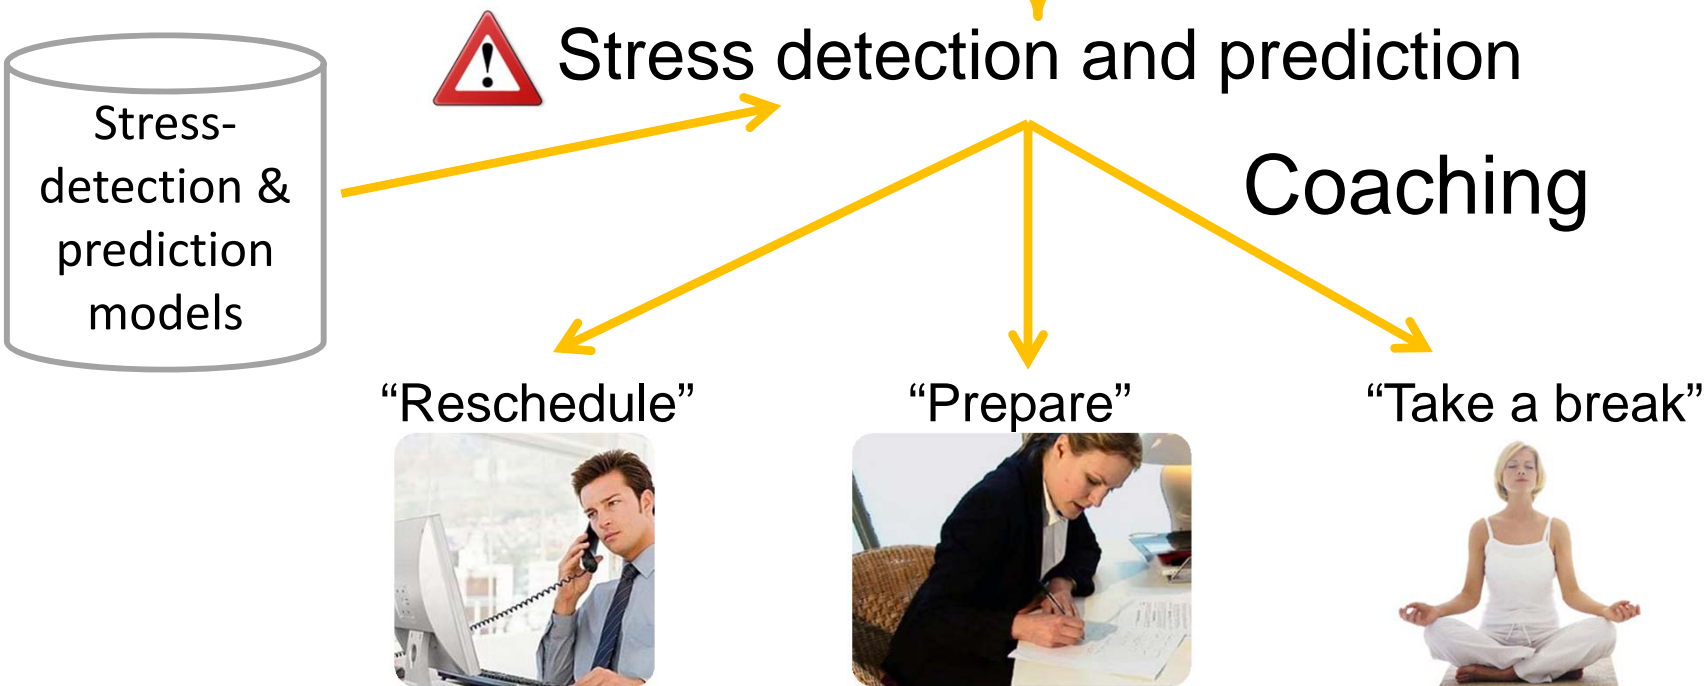 Stress detection and prediction
Stress-
detection &
prediction
models
Coaching
“Reschedule”
“Prepare”
“Take a break”